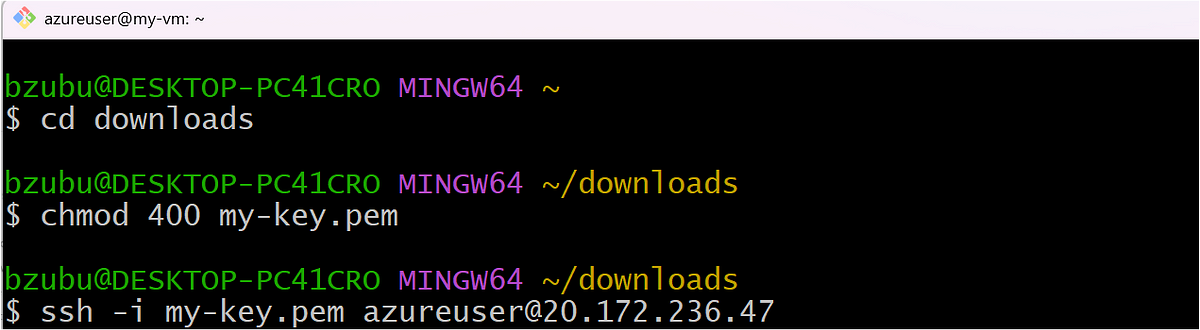 azureuser@my-vm: ~
bzubu@DESKTOP-PC41CRO MINGW64 ~
$ cd downloads
bzubu@DESKTOP-PC41CRO MINGW64 ~/downloads
$ chmod 400 my-key.pem
bzubu@DESKTOP-PC41CRO MINGW64 ~/downloads
$ ssh -i my-key.pem azureuser@20.172.236.47